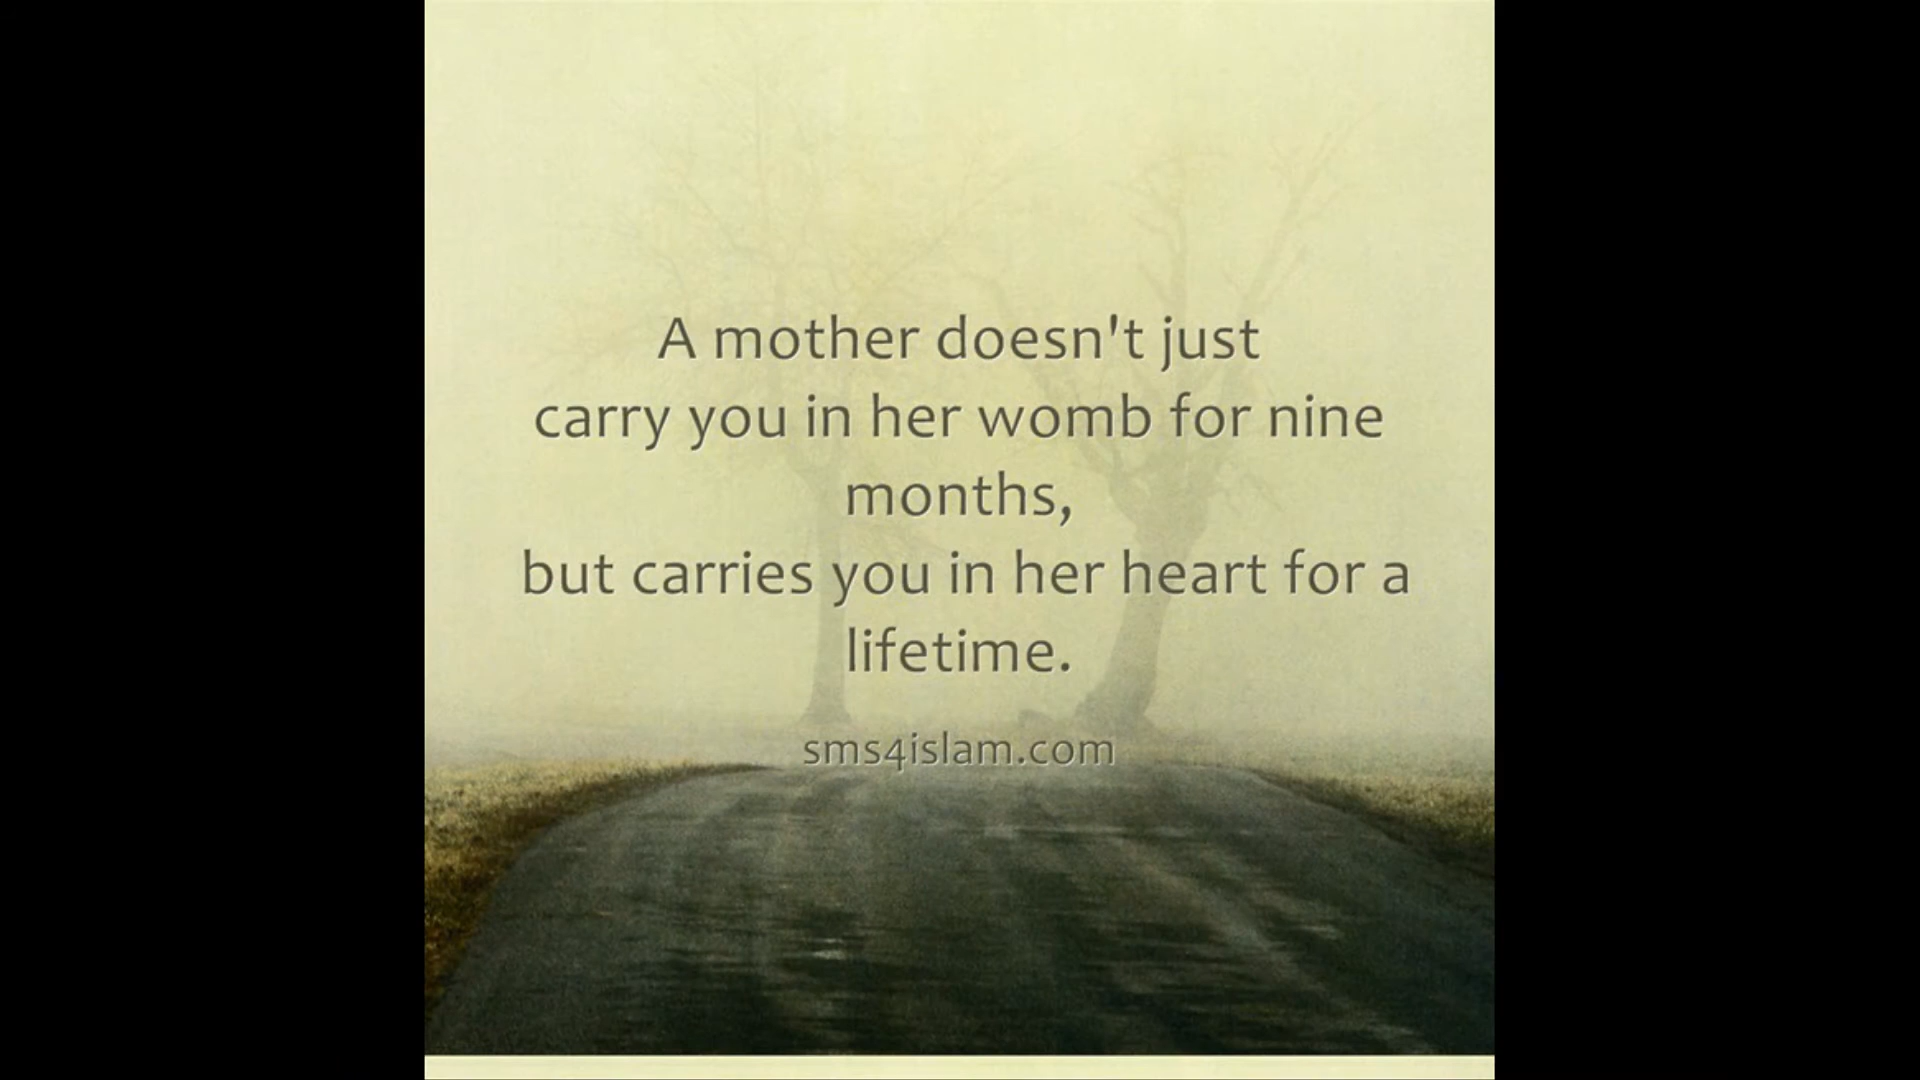 A mother doesn't just
carry you in her womb for nine
months,
but carries you in her heart for a
lifetime.
sms4islam.com